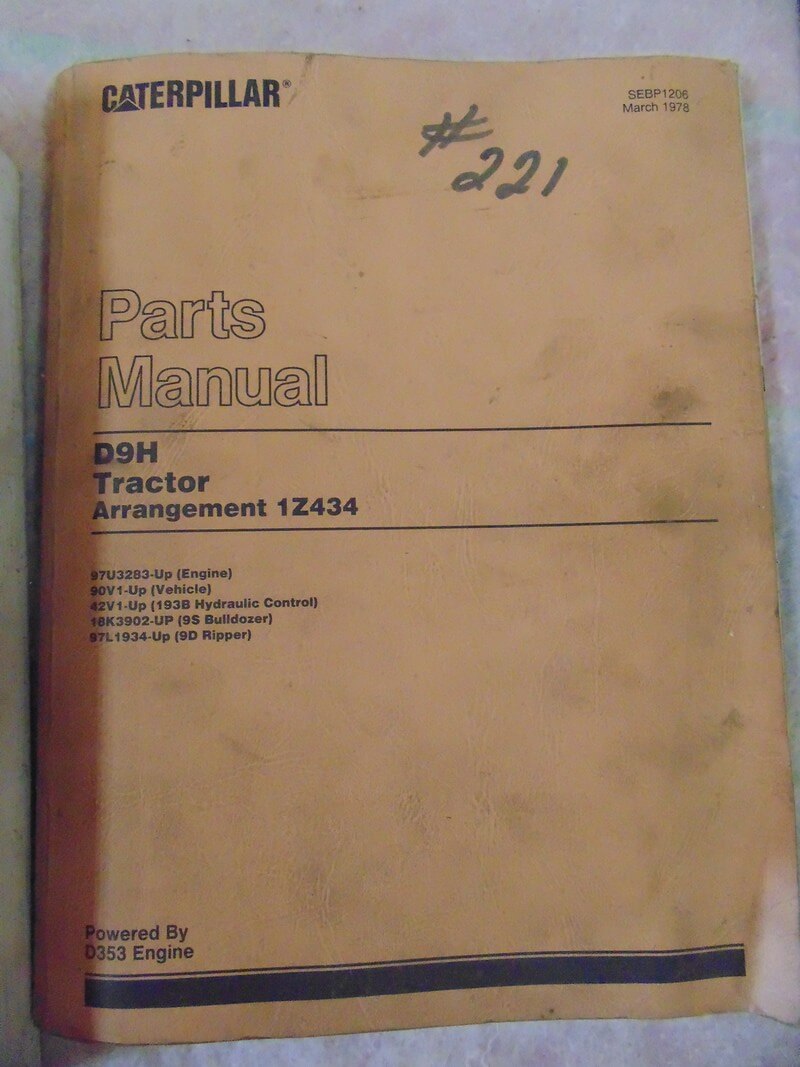 CATERPILLAR®
SEBP1206
March 1978
#
221
Parts
Manual
D9H
Tractor
Arrangement 1Z434
97U3283-Up (Engine)
90V1-Up (Vehicle)
42V1-Up (193B Hydraulic Control)
18K3902-UP (9S Bulldozer)
97L1934-Up (9D Ripper)
Powered By
D353 Engine